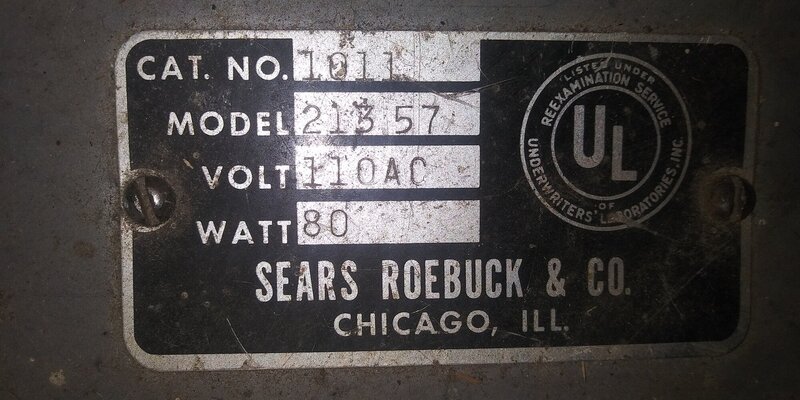 CAT. NO. 1011
MODEL 213 57
VOLT 110AC
WATT 80
SEARS ROEBUCK & CO.
CHICAGO, ILL.
LISTED UNDER
REEXAMINATION SERVICE
UL
OF
UNDERWRITERS' LABORATORIES, INC.